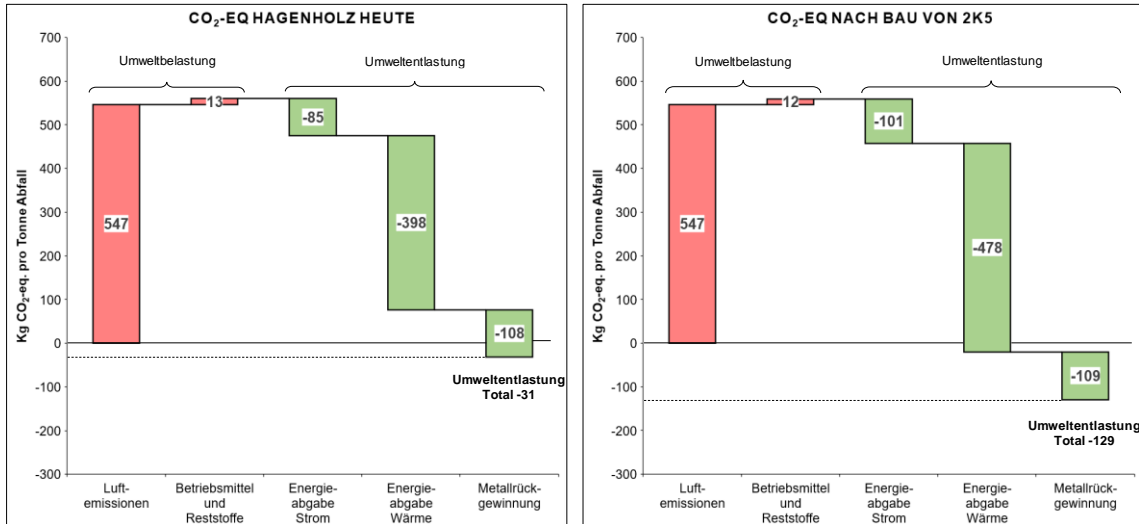 CO₂-EQ HAGENHOLZ HEUTE
Umweltbelastung
Umweltentlastung
Kg CO₂-eq. pro Tonne Abfall
700
600
500
400
300
200
100
0
-100
-200
-300
547
13
-85
-398
-108
Umweltentlastung
Total -31
Luft-
emissionen
Betriebsmittel
und
Reststoffe
Energie-
abgabe
Strom
Energie-
abgabe
Wärme
Metallrück-
gewinnung
CO₂-EQ NACH BAU VON 2K5
Umweltbelastung
Umweltentlastung
Kg CO₂-eq. pro Tonne Abfall
700
600
500
400
300
200
100
0
-100
-200
-300
547
12
-101
-478
-109
Umweltentlastung
Total -129
Luft-
emissionen
Betriebsmittel
und
Reststoffe
Energie-
abgabe
Strom
Energie-
abgabe
Wärme
Metallrück-
gewinnung